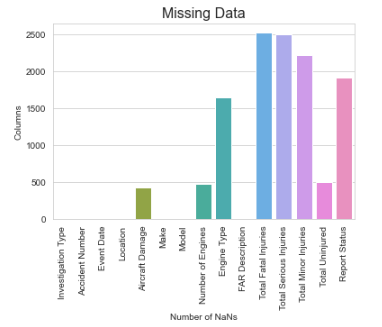 Missing Data
2500
2000
1500
1000
500
0
Columns
Investigation Type
Accident Number
Event Date
Location
Aircraft Damage
Make
Model
Number of Engines
Engine Type
FAR Description
Total Fatal Injuries
Total Serious Injuries
Total Minor Injuries
Total Uninjured
Report Status
Number of NaNs